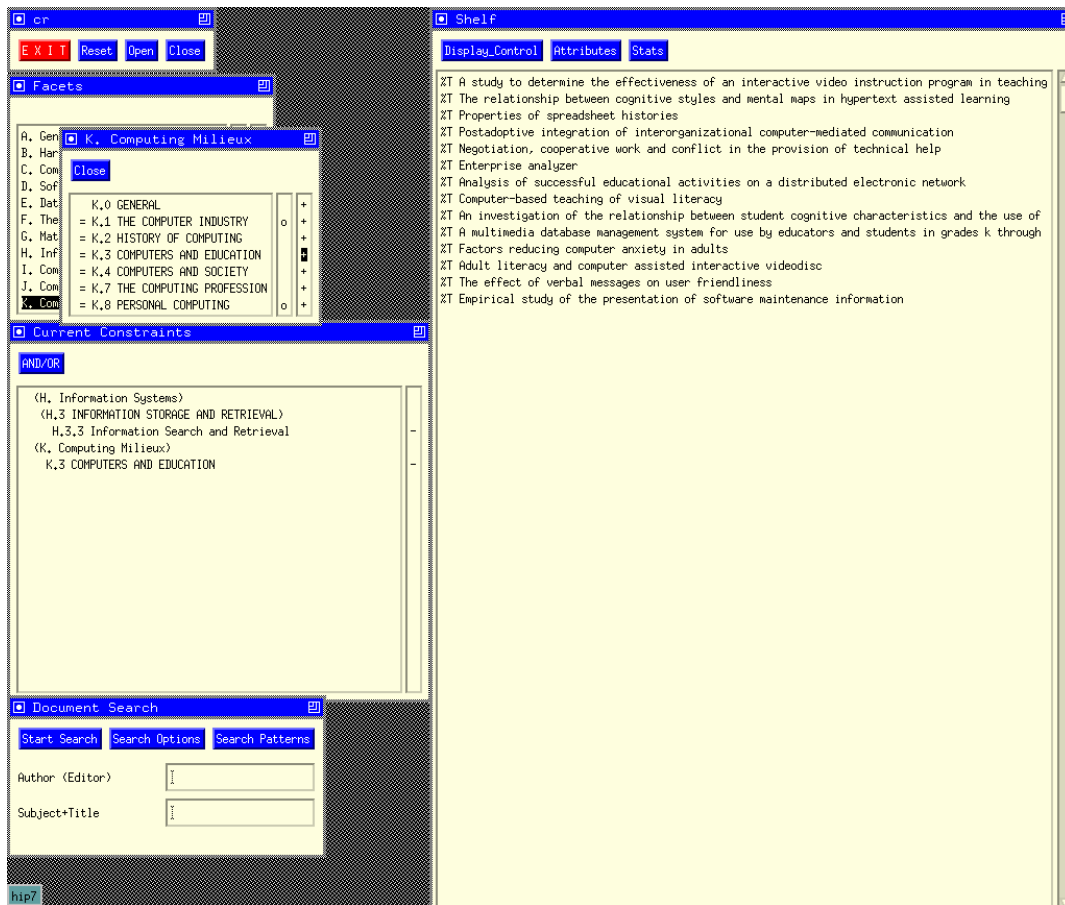 cr
E X I T Reset Open Close
Facets
A. Gen
B. Har
C. Com
D. Sof
E. Dat
F. The
G. Mat
H. Inf
I. Com
J. Com
K. Com
K. Computing Milieux
Close
K.0 GENERAL +
= K.1 THE COMPUTER INDUSTRY o +
= K.2 HISTORY OF COMPUTING +
= K.3 COMPUTERS AND EDUCATION +
= K.4 COMPUTERS AND SOCIETY +
= K.7 THE COMPUTING PROFESSION +
= K.8 PERSONAL COMPUTING o +
Current Constraints
AND/OR
(H. Information Systems)
(H.3 INFORMATION STORAGE AND RETRIEVAL)
H.3.3 Information Search and Retrieval -
(K. Computing Milieux)
K.3 COMPUTERS AND EDUCATION -
Document Search
Start Search Search Options Search Patterns
Author (Editor)
Subject+Title
hip7
Shelf
Display_Control Attributes Stats
%T A study to determine the effectiveness of an interactive video instruction program in teaching
%T The relationship between cognitive styles and mental maps in hypertext assisted learning
%T Properties of spreadsheet histories
%T Postadoptive integration of interorganizational computer-mediated communication
%T Negotiation, cooperative work and conflict in the provision of technical help
%T Enterprise analyzer
%T Analysis of successful educational activities on a distributed electronic network
%T Computer-based teaching of visual literacy
%T An investigation of the relationship between student cognitive characteristics and the use of
%T A multimedia database management system for use by educators and students in grades k through
%T Factors reducing computer anxiety in adults
%T Adult literacy and computer assisted interactive videodisc
%T The effect of verbal messages on user friendliness
%T Empirical study of the presentation of software maintenance information